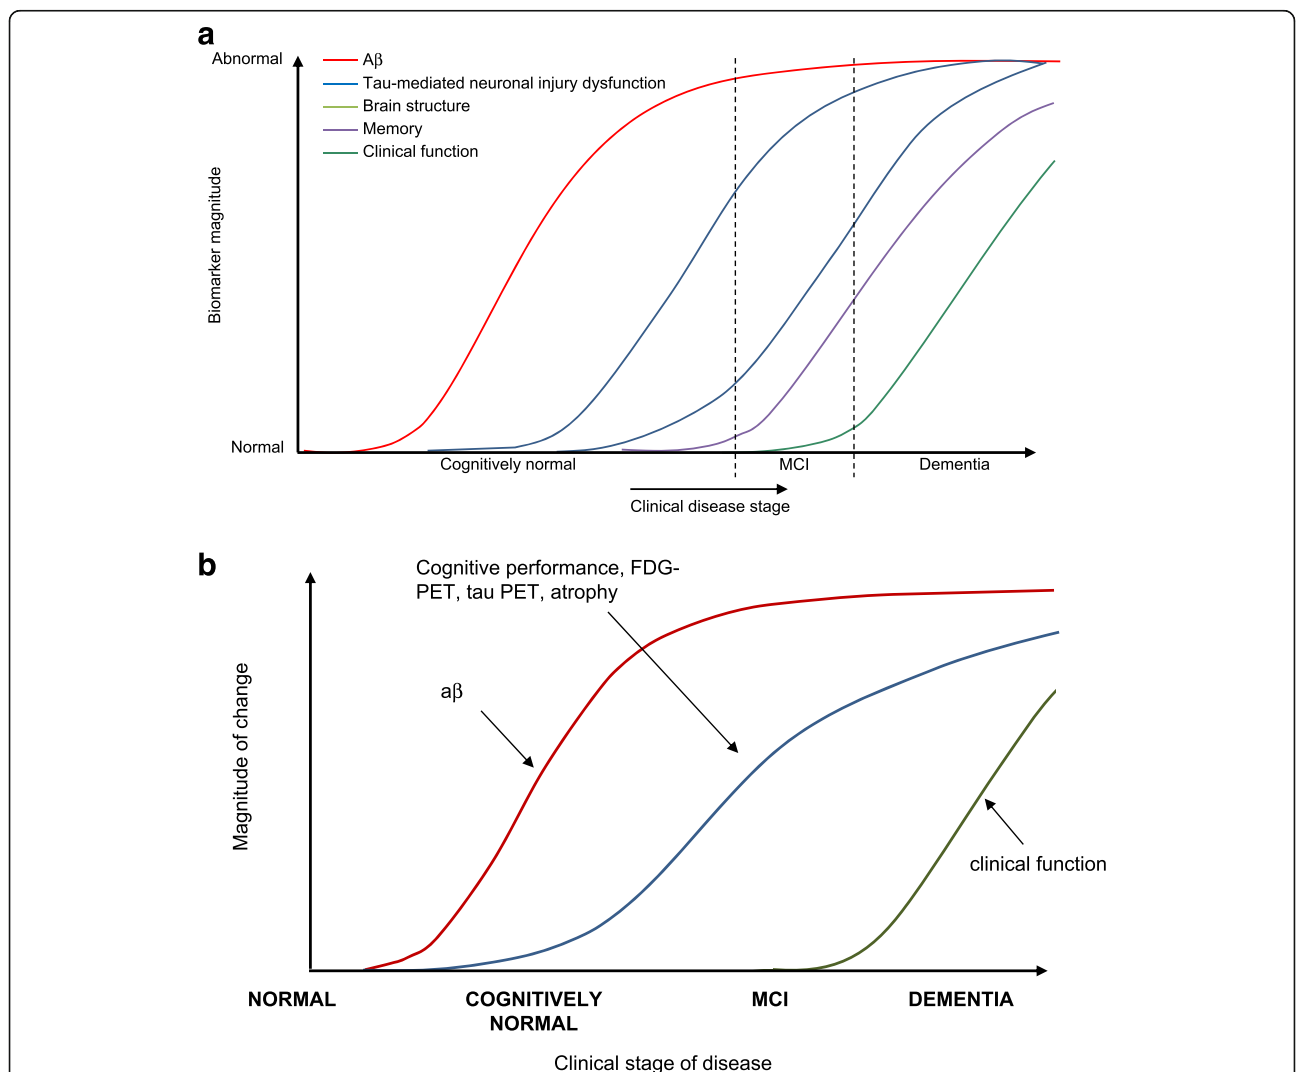 a
Abnormal
Aβ
Tau-mediated neuronal injury dysfunction
Brain structure
Memory
Clinical function
Biomarker magnitude
Normal
Cognitively normal
MCI
Dementia
Clinical disease stage
b
Cognitive performance, FDG-
PET, tau PET, atrophy
aβ
Magnitude of change
clinical function
NORMAL
COGNITIVELY
NORMAL
MCI
DEMENTIA
Clinical stage of disease